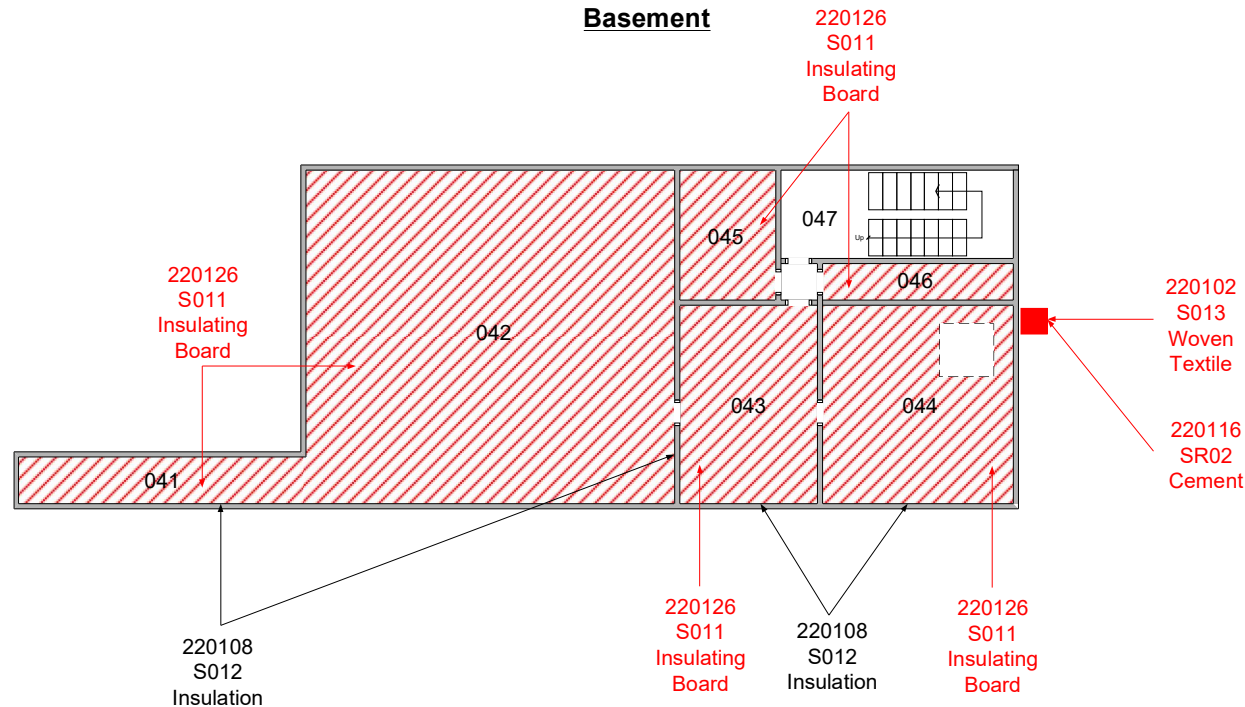 Basement
220126
S011
Insulating
Board
045
047
Up
046
220126
S011
Insulating
Board
042
220102
S013
Woven
Textile
043
044
220116
SR02
Cement
041
220108
S012
Insulation
220126
S011
Insulating
Board
220108
S012
Insulation
220126
S011
Insulating
Board